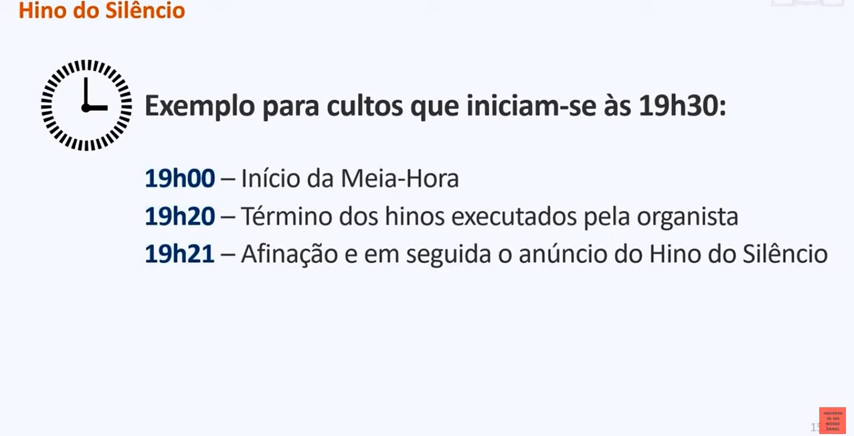 Hino do Silêncio
Exemplo para cultos que iniciam-se às 19h30:
19h00 – Início da Meia-Hora
19h20 – Término dos hinos executados pela organista
19h21 – Afinação e em seguida o anúncio do Hino do Silêncio